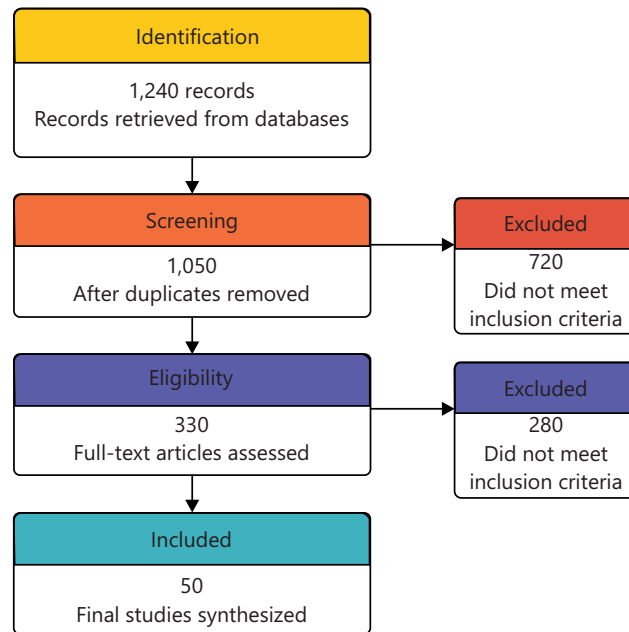 Identification
1,240 records
Records retrieved from databases
Screening
1,050
After duplicates removed
Excluded
720
Did not meet
inclusion criteria
Eligibility
330
Full-text articles assessed
Excluded
280
Did not meet
inclusion criteria
Included
50
Final studies synthesized